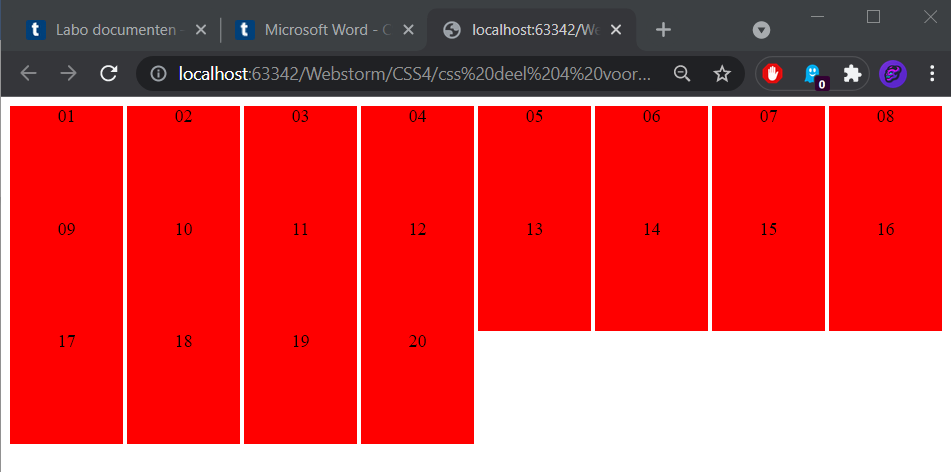 Labo documenten -
Microsoft Word - C
localhost:63342/We
localhost:63342/Webstorm/CSS4/css%20deel%204%20voor...
0
01 02 03 04 05 06 07 08
09 10 11 12 13 14 15 16
17 18 19 20